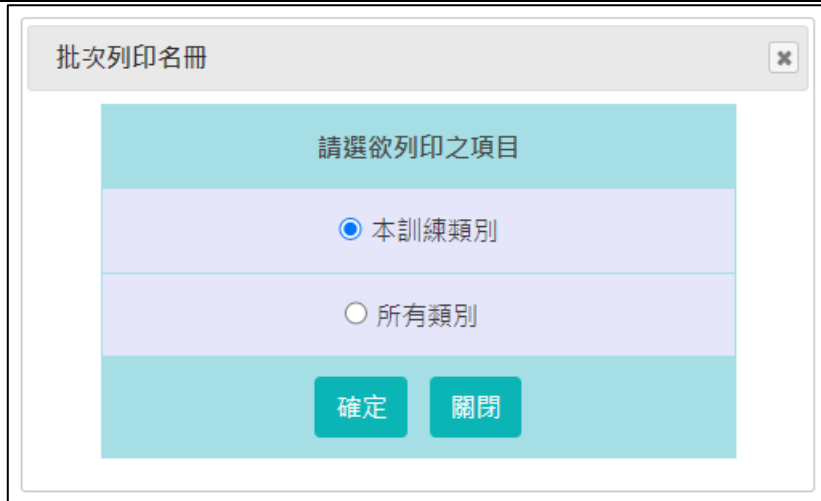 批次列印名冊
請選欲列印之項目
本訓練類別
所有類別
確定 關閉